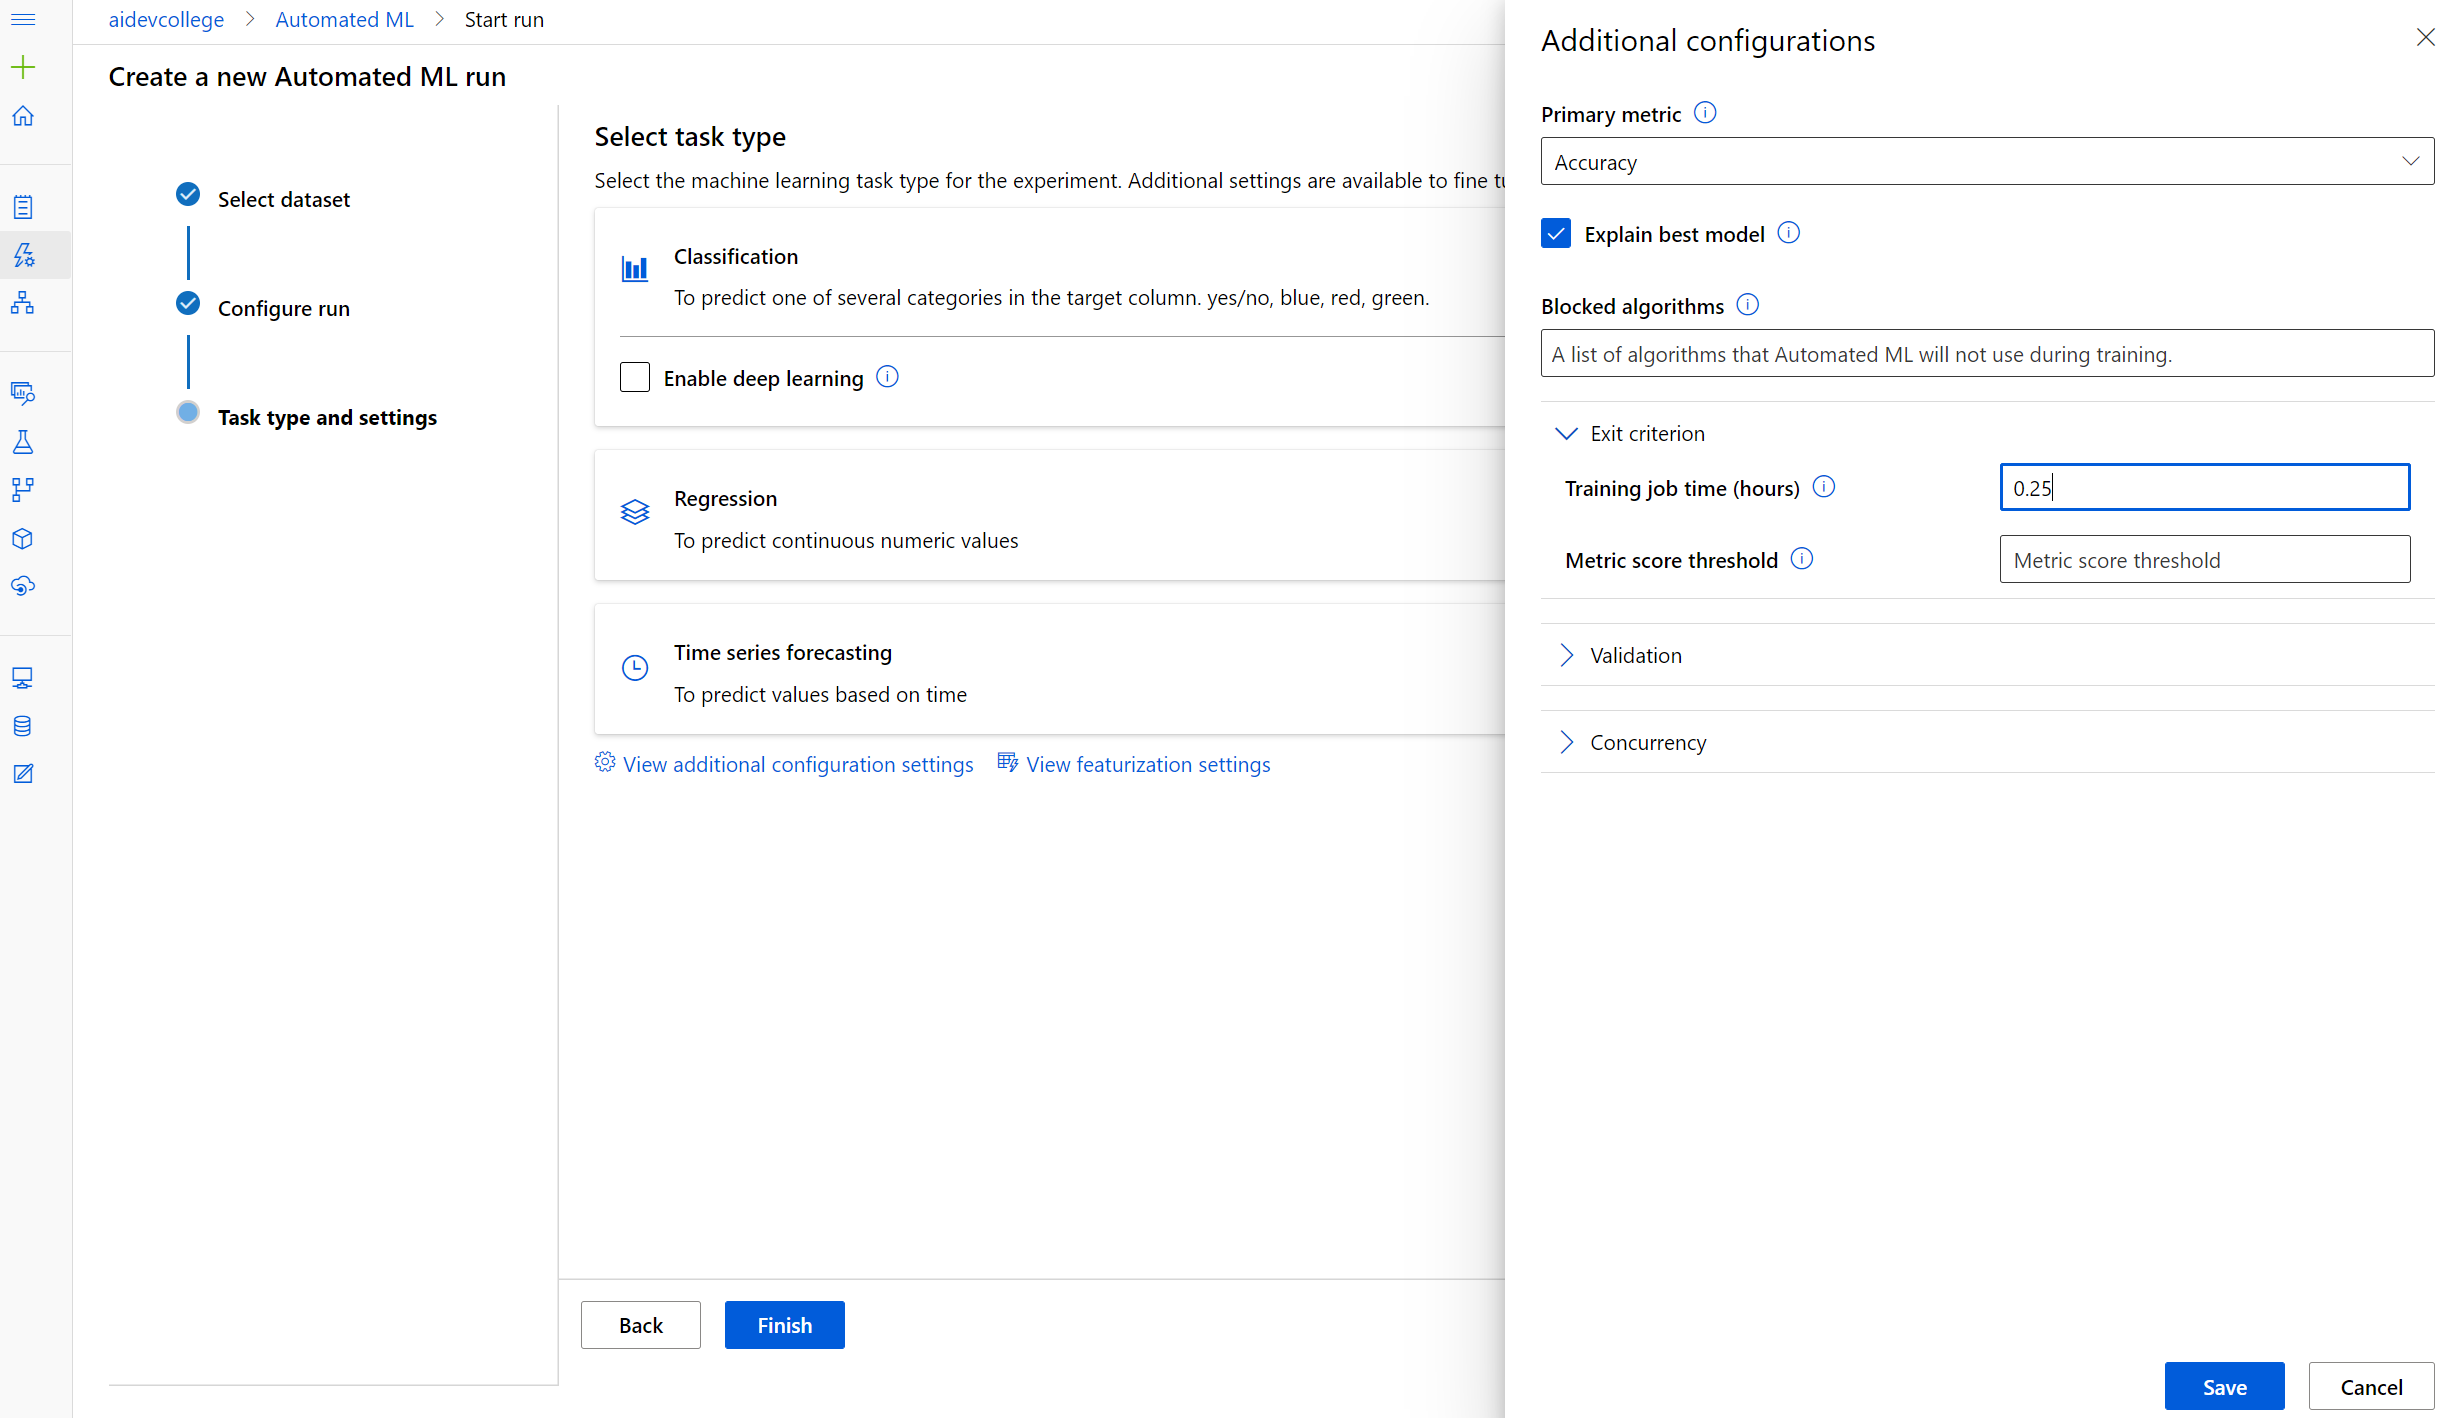 aidevcollege > Automated ML > Start run
Create a new Automated ML run
Select dataset
Configure run
Task type and settings
Select task type
Select the machine learning task type for the experiment. Additional settings are available to fine tu
Classification
To predict one of several categories in the target column. yes/no, blue, red, green.
Enable deep learning
Regression
To predict continuous numeric values
Time series forecasting
To predict values based on time
View additional configuration settings
View featurization settings
Back
Finish
Additional configurations
Primary metric
Accuracy
Explain best model
Blocked algorithms
A list of algorithms that Automated ML will not use during training.
Exit criterion
Training job time (hours)
0.25
Metric score threshold
Metric score threshold
Validation
Concurrency
Save
Cancel